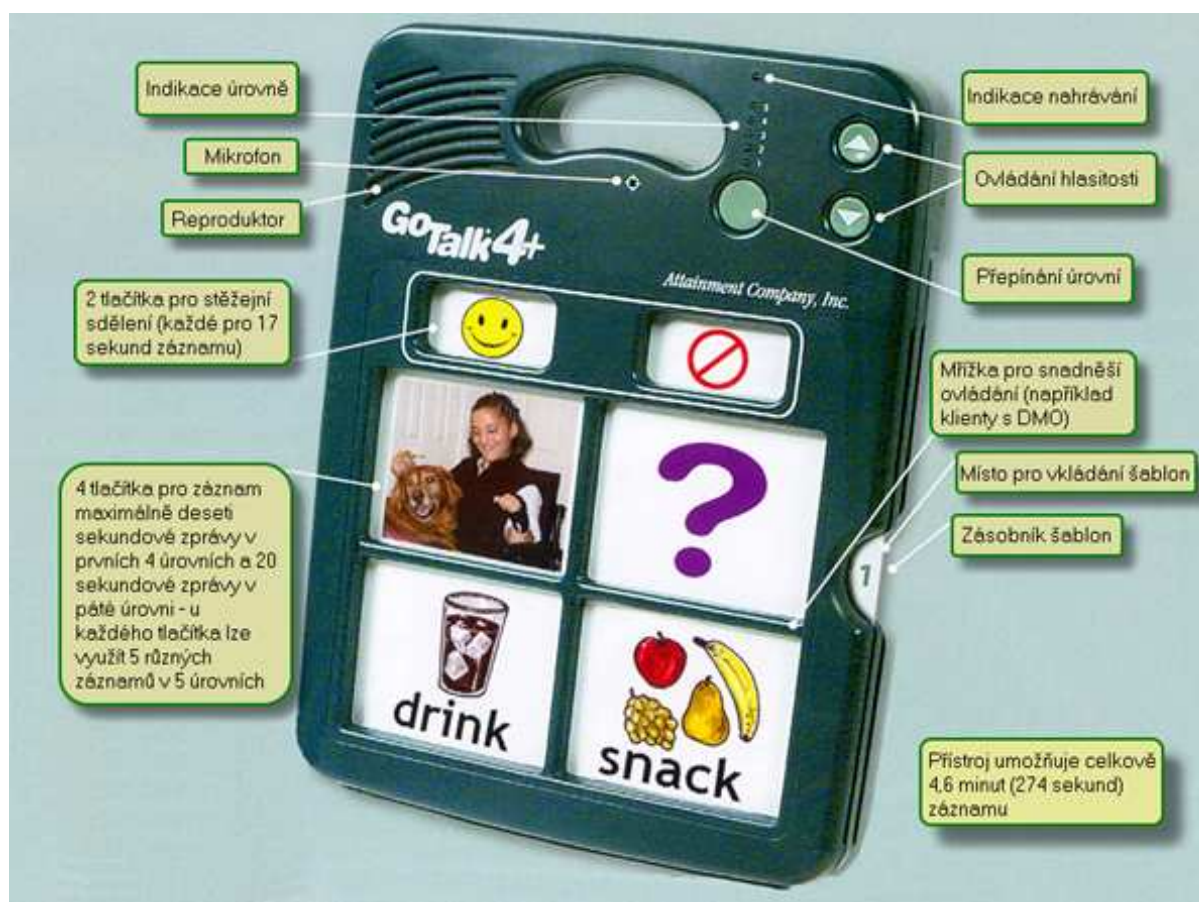 Indikace úrovně
Mikrofon
Reproduktor
2 tlačítka pro stěžejní
sdělení (každé pro 17
sekund záznamu)
4 tlačítka pro záznam
maximálně deseti
sekundové zprávy v
prvních 4 úrovních a 20
sekundové zprávy v
páté úrovni - u
každého tlačítka lze
využít 5 různých
záznamů v 5 úrovních
GoTalk 4+
Attainment Company, Inc.
drink
snack
1
Indikace nahrávání
Ovládání hlasitosti
Přepínání úrovní
Mřížka pro snadněší
ovládání (například
klienty s DMO)
Místo pro vkládání šablon
Zásobník šablon
Přístroj umožňuje celkově
4,6 minut (274 sekund)
záznamu